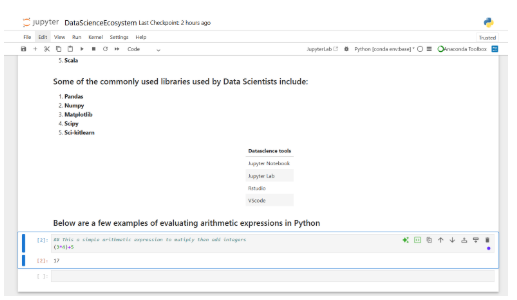 jupyter DataScienceEcosystem Last Checkpoint: 2 hours ago
File Edit View Run Kernel Settings Help Trusted
Code JupyterLab Python [conda env:base] * Anaconda Toolbox
5. Scala
Some of the commonly used libraries used by Data Scientists include:
1. Pandas
2. Numpy
3. Matplotlib
4. Scipy
5. Sci-kitlearn
Datascience tools
Jupyter Notebook
Jupyter Lab
Rstudio
VScode
Below are a few examples of evaluating arithmetic expressions in Python
[2]: ## This a simple arithmetic expression to mutiply then add integers
(3*4)+5
[2]: 17
[ ]: